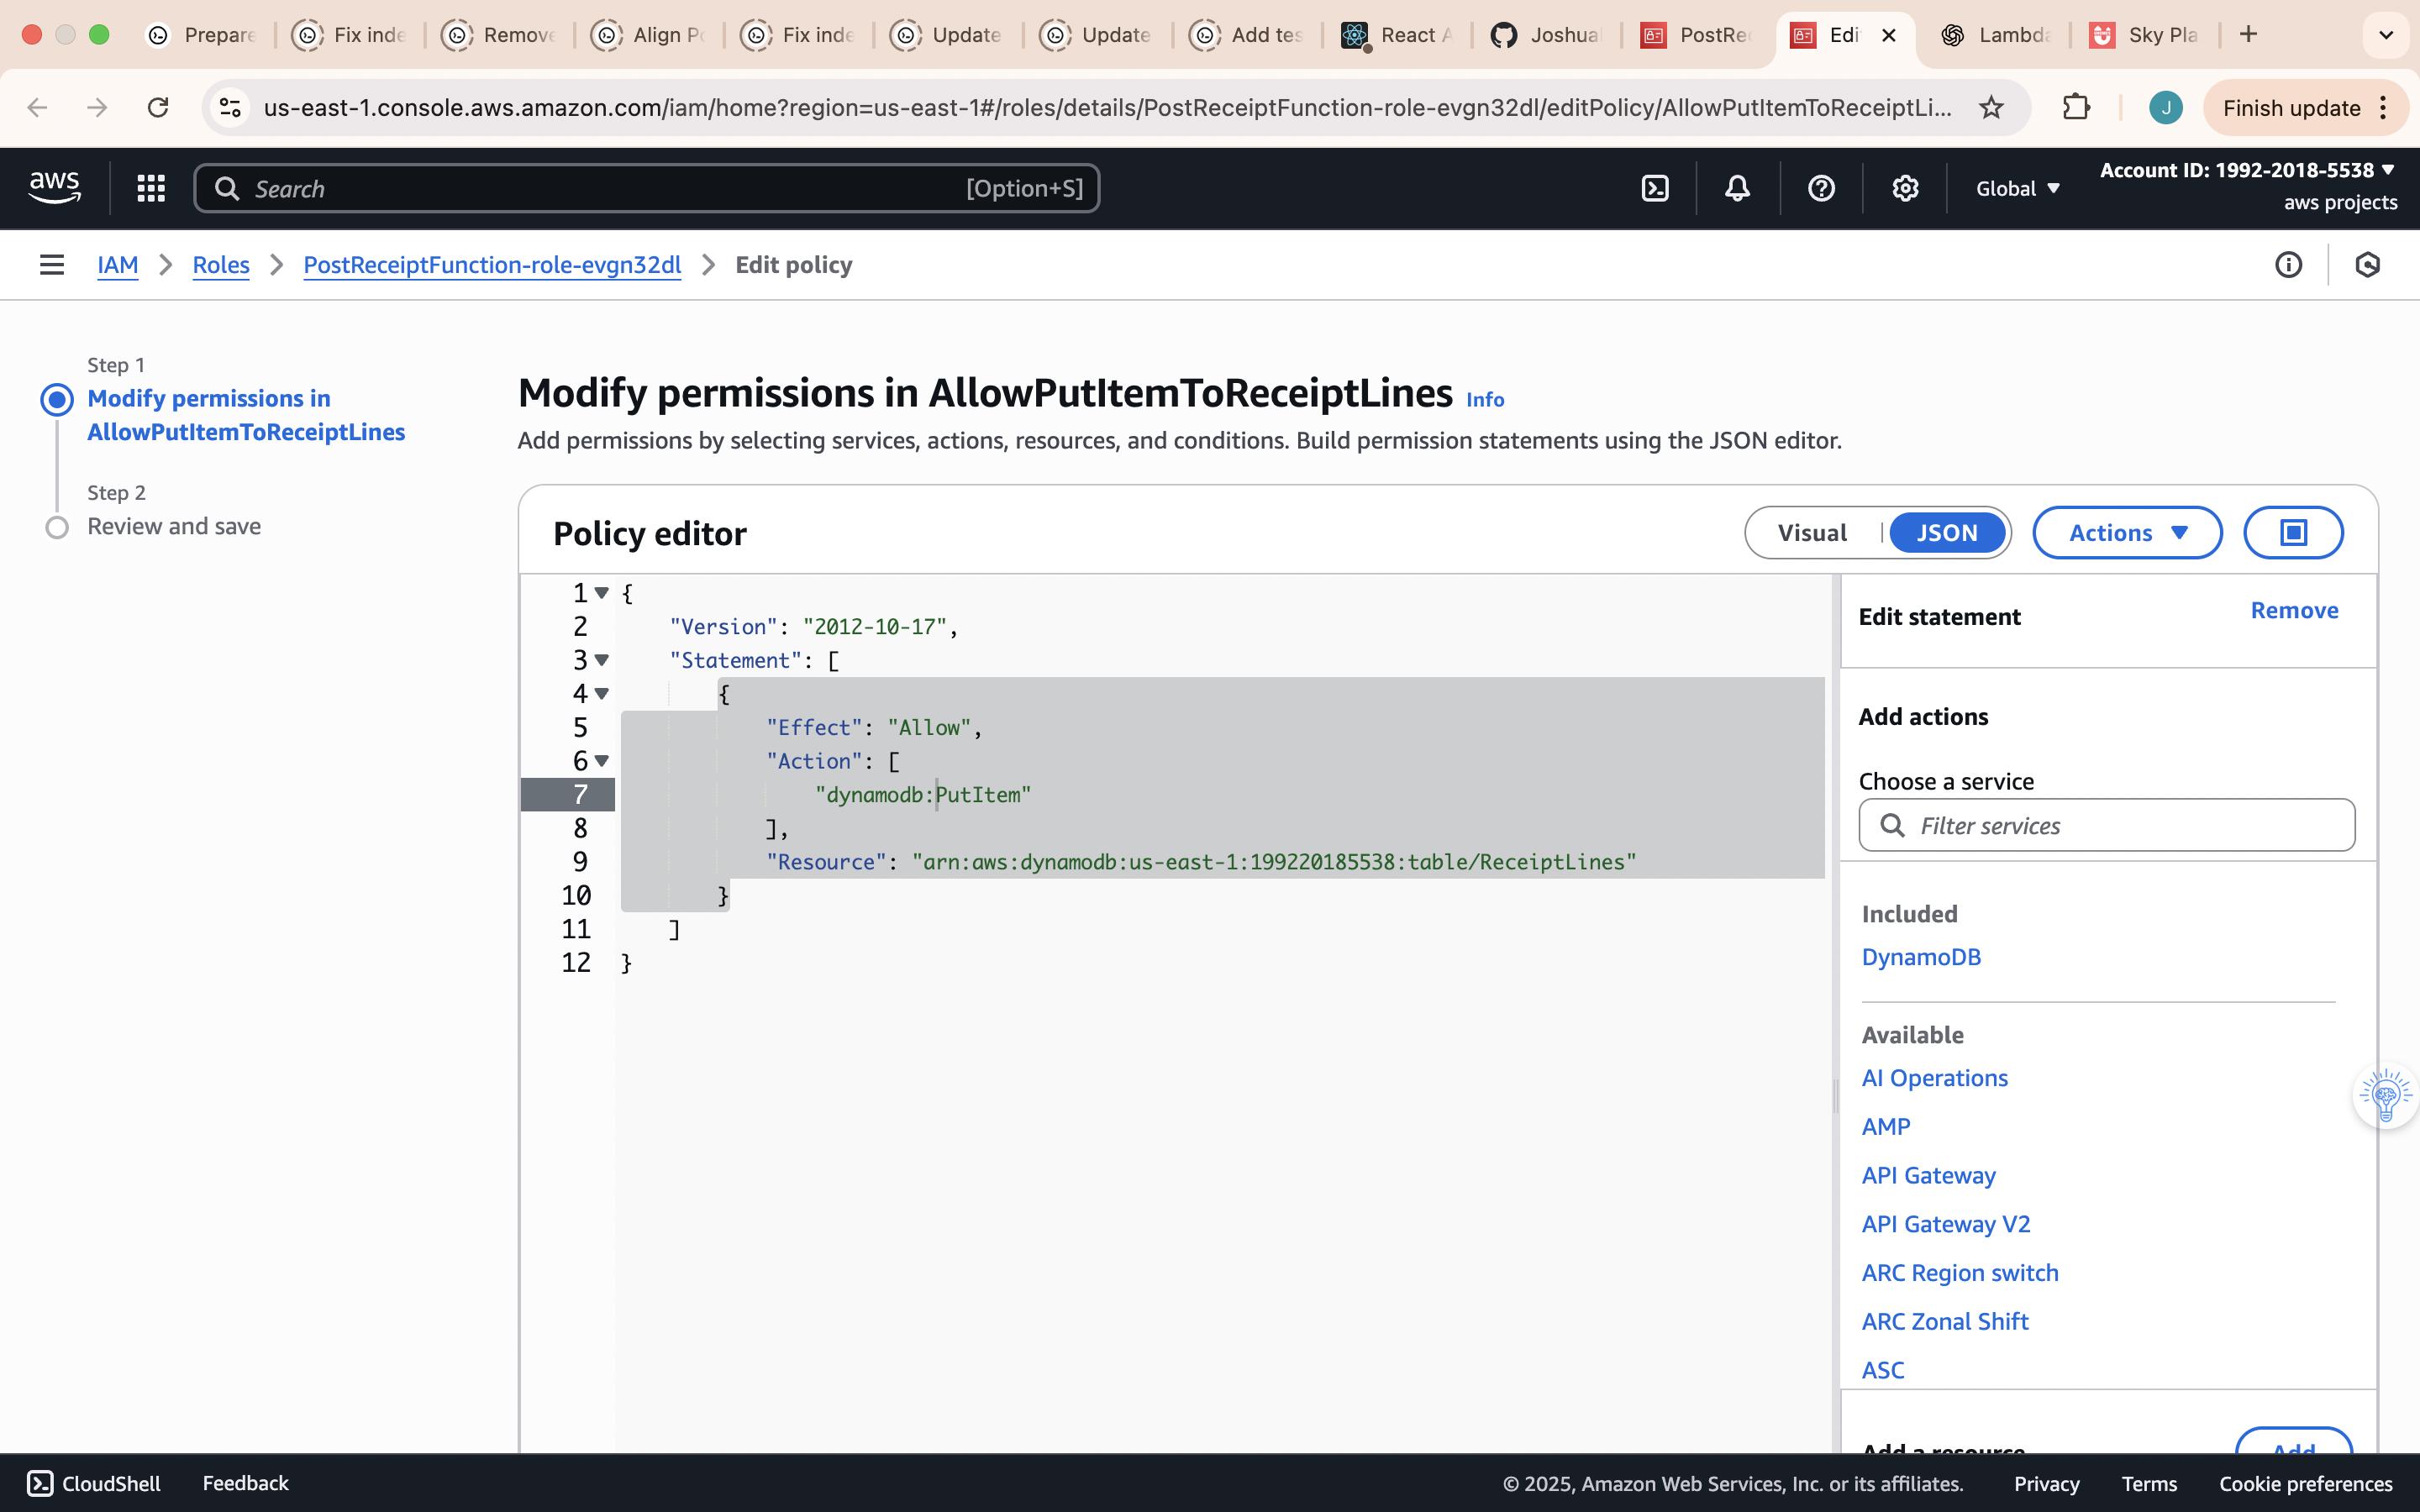 Prepare
Fix inde
Remove
Align Po
Fix inde
Update
Update
Add tes
React A
Joshua
PostRec
Edi
Lambda
Sky Pla
us-east-1.console.aws.amazon.com/iam/home?region=us-east-1#/roles/details/PostReceiptFunction-role-evgn32dl/editPolicy/AllowPutItemToReceiptLi...
J
Finish update
aws
Search
[Option+S]
Global
Account ID: 1992-2018-5538
aws projects
IAM
Roles
PostReceiptFunction-role-evgn32dl
Edit policy
Step 1
Modify permissions in
AllowPutItemToReceiptLines
Step 2
Review and save
Modify permissions in AllowPutItemToReceiptLines Info
Add permissions by selecting services, actions, resources, and conditions. Build permission statements using the JSON editor.
Policy editor
Visual
JSON
Actions
1 {
2 "Version": "2012-10-17",
3 "Statement": [
4 {
5 "Effect": "Allow",
6 "Action": [
7 "dynamodb:PutItem"
8 ],
9 "Resource": "arn:aws:dynamodb:us-east-1:199220185538:table/ReceiptLines"
10 }
11 ]
12 }
Edit statement
Remove
Add actions
Choose a service
Filter services
Included
DynamoDB
Available
AI Operations
AMP
API Gateway
API Gateway V2
ARC Region switch
ARC Zonal Shift
ASC
Add a resource
Add
CloudShell
Feedback
© 2025, Amazon Web Services, Inc. or its affiliates.
Privacy
Terms
Cookie preferences